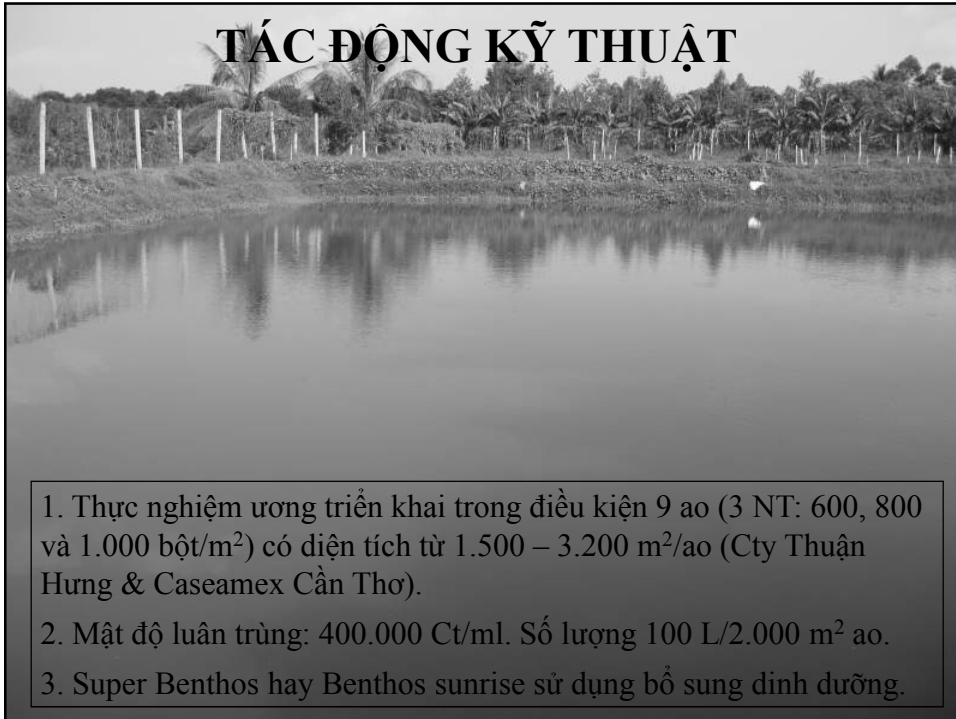 TÁC ĐỘNG KỸ THUẬT
1. Thực nghiệm ương triển khai trong điều kiện 9 ao (3 NT: 600, 800
và 1.000 bột/m²) có diện tích từ 1.500 – 3.200 m²/ao (Cty Thuận
Hưng & Caseamex Cần Thơ).
2. Mật độ luân trùng: 400.000 Ct/ml. Số lượng 100 L/2.000 m² ao.
3. Super Benthos hay Benthos sunrise sử dụng bổ sung dinh dưỡng.